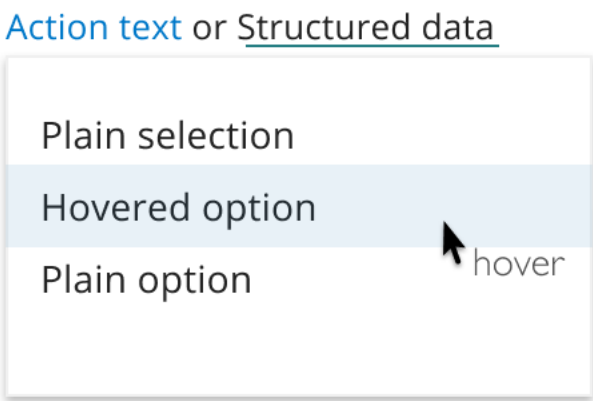 Action text or Structured data
Plain selection
Hovered option
hover
Plain option